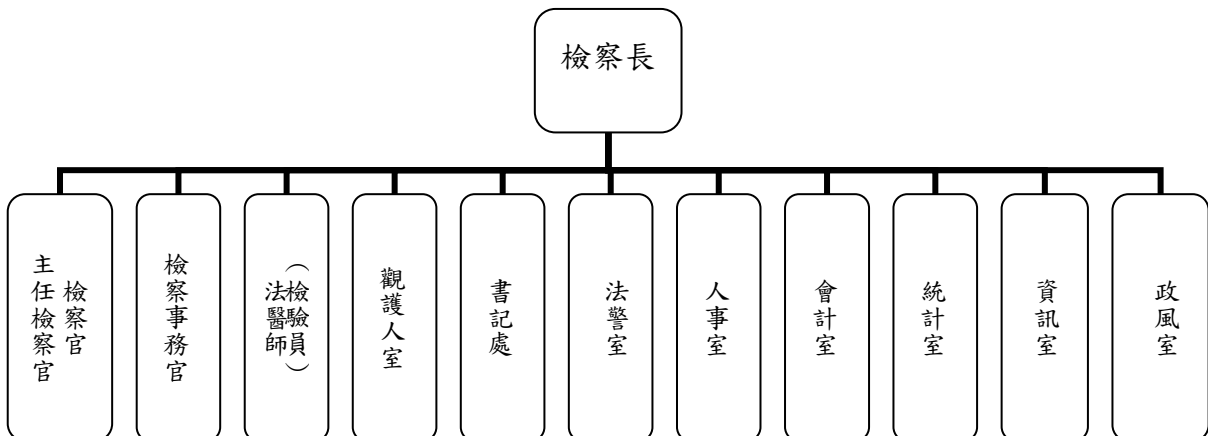 檢察長
主任檢察官
檢察官
檢察事務官
法醫師
（檢驗員）
觀護人室
書記處
法警室
人事室
會計室
統計室
資訊室
政風室